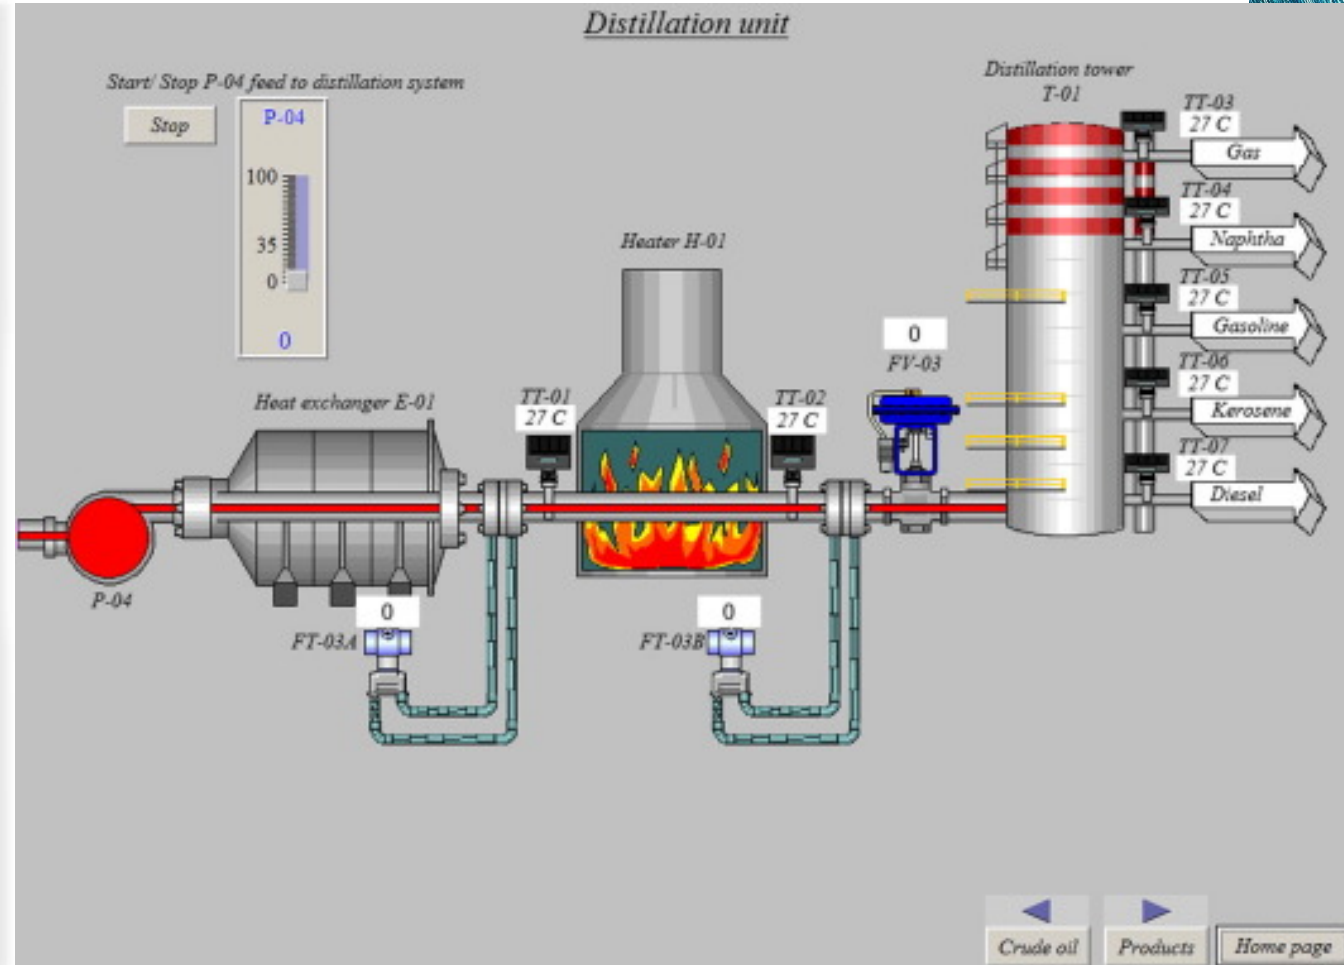 Distillation unit
Start/ Stop P-04 feed to distillation system
Stop
P-04
100
35
0
0
Distillation tower
T-01
TT-03
27 C
Gas
TT-04
27 C
Naphtha
TT-05
27 C
Gasoline
TT-06
27 C
Kerosene
TT-07
27 C
Diesel
Heater H-01
0
FV-03
Heat exchanger E-01
TT-01
27 C
TT-02
27 C
P-04
0
FT-03A
0
FT-03B
Crude oil
Products
Home page